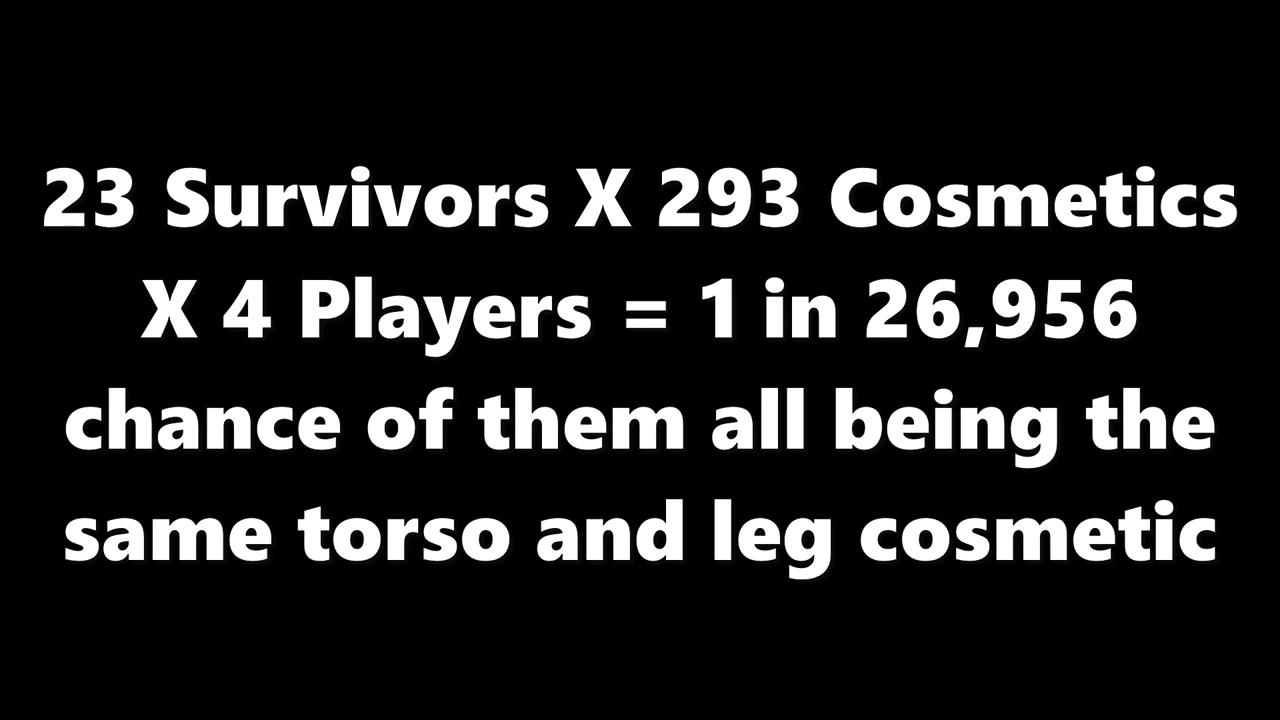 23 Survivors X 293 Cosmetics
X 4 Players = 1 in 26,956
chance of them all being the
same torso and leg cosmetic